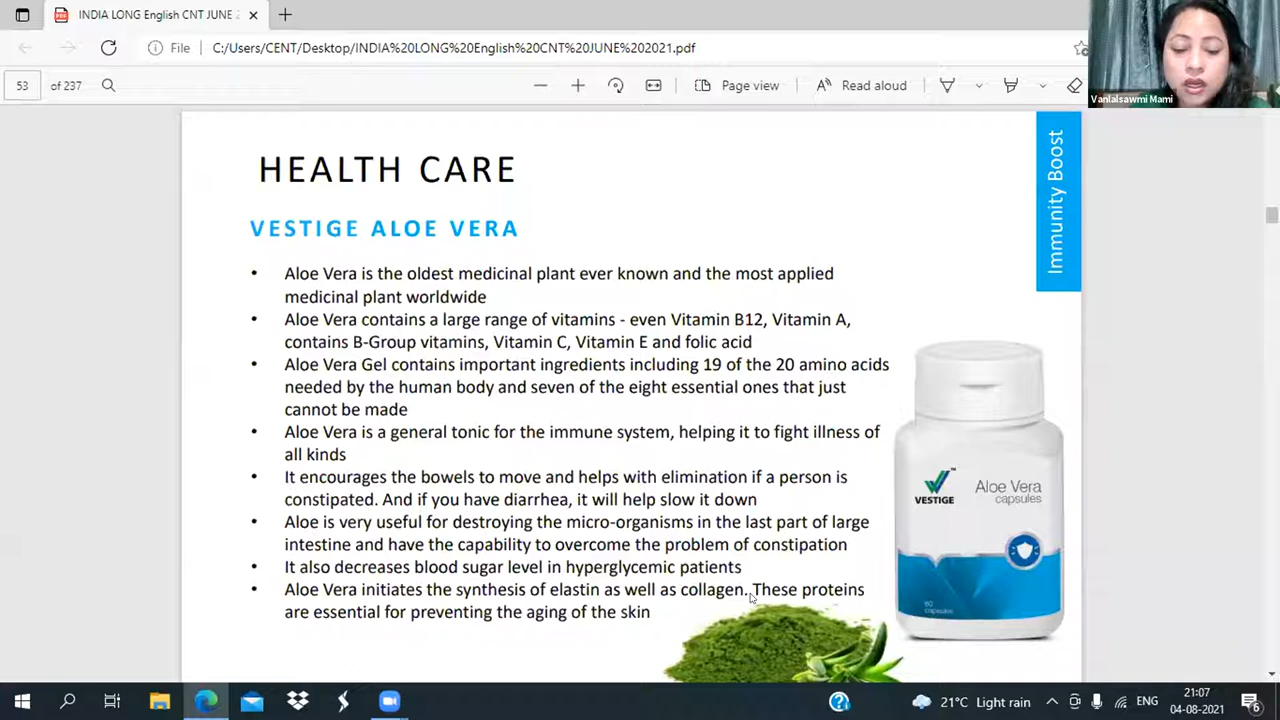 INDIA LONG English CNT JUNE 2
File
C:/Users/CENT/Desktop/INDIA%20LONG%20English%20CNT%20JUNE%202021.pdf
53 of 237
Page view
Read aloud
Vanlalsawmi Mami
Immunity Boost
HEALTH CARE
VESTIGE ALOE VERA
• Aloe Vera is the oldest medicinal plant ever known and the most applied
medicinal plant worldwide
• Aloe Vera contains a large range of vitamins - even Vitamin B12, Vitamin A,
contains B-Group vitamins, Vitamin C, Vitamin E and folic acid
• Aloe Vera Gel contains important ingredients including 19 of the 20 amino acids
needed by the human body and seven of the eight essential ones that just
cannot be made
• Aloe Vera is a general tonic for the immune system, helping it to fight illness of
all kinds
• It encourages the bowels to move and helps with elimination if a person is
constipated. And if you have diarrhea, it will help slow it down
• Aloe is very useful for destroying the micro-organisms in the last part of large
intestine and have the capability to overcome the problem of constipation
• It also decreases blood sugar level in hyperglycemic patients
• Aloe Vera initiates the synthesis of elastin as well as collagen. These proteins
are essential for preventing the aging of the skin
VESTIGE
TM
Aloe Vera
capsules
60
capsules
21°C Light rain
ENG
21:07
04-08-2021
6